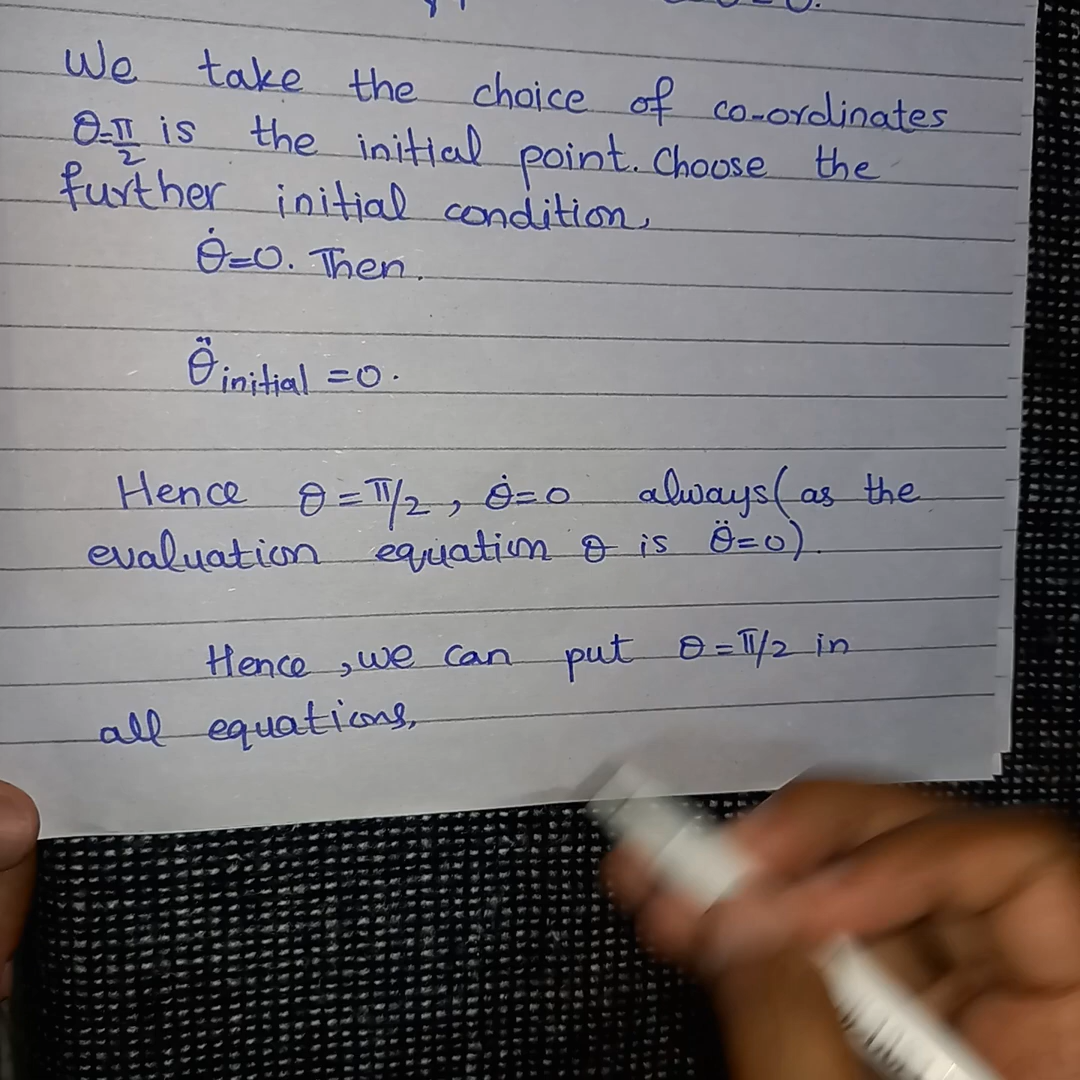 We take the choice of co-ordinates
θ=π/2 is the initial point. Choose the
further initial condition,
θ̇=0. Then.
θ̈ initial =0.
Hence θ=π/2, θ̇=0 always(as the
evaluation equation θ is θ̈=0).
Hence, we can put θ=π/2 in
all equations,